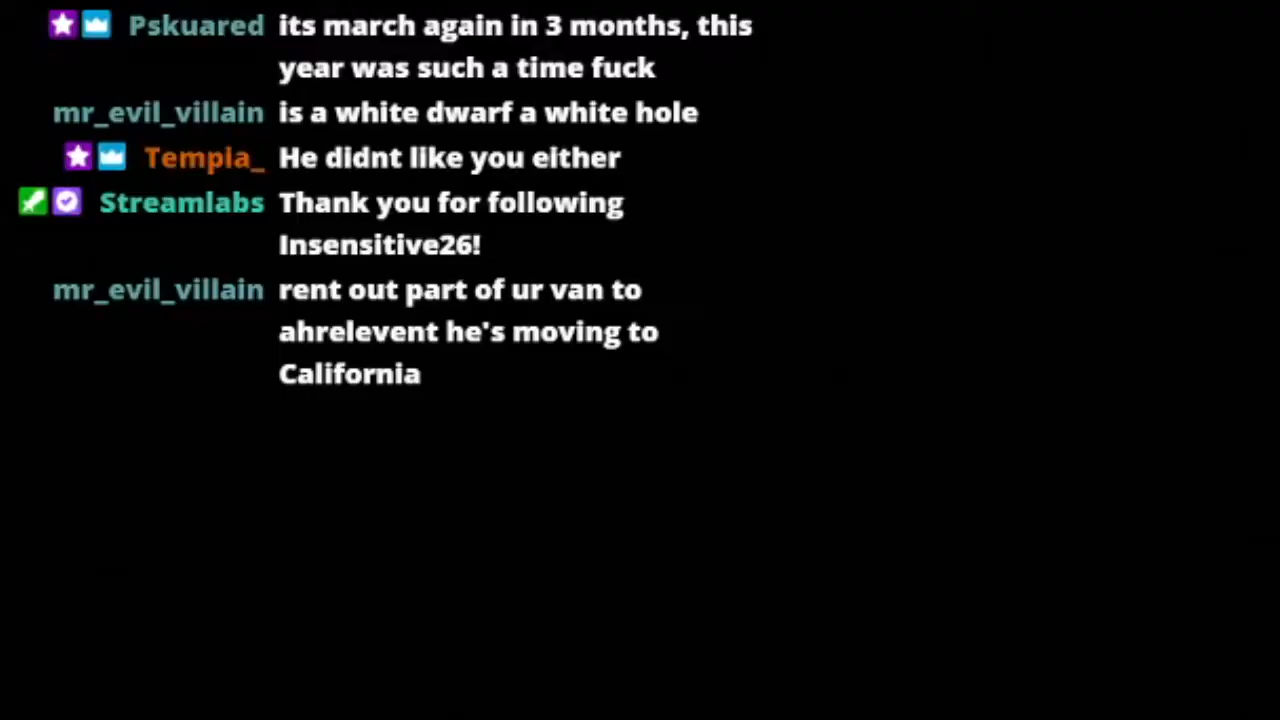 Pskuared its march again in 3 months, this
year was such a time fuck
mr_evil_villain is a white dwarf a white hole
Templa_ He didnt like you either
Streamlabs Thank you for following
Insensitive26!
mr_evil_villain rent out part of ur van to
ahrelevent he's moving to
California